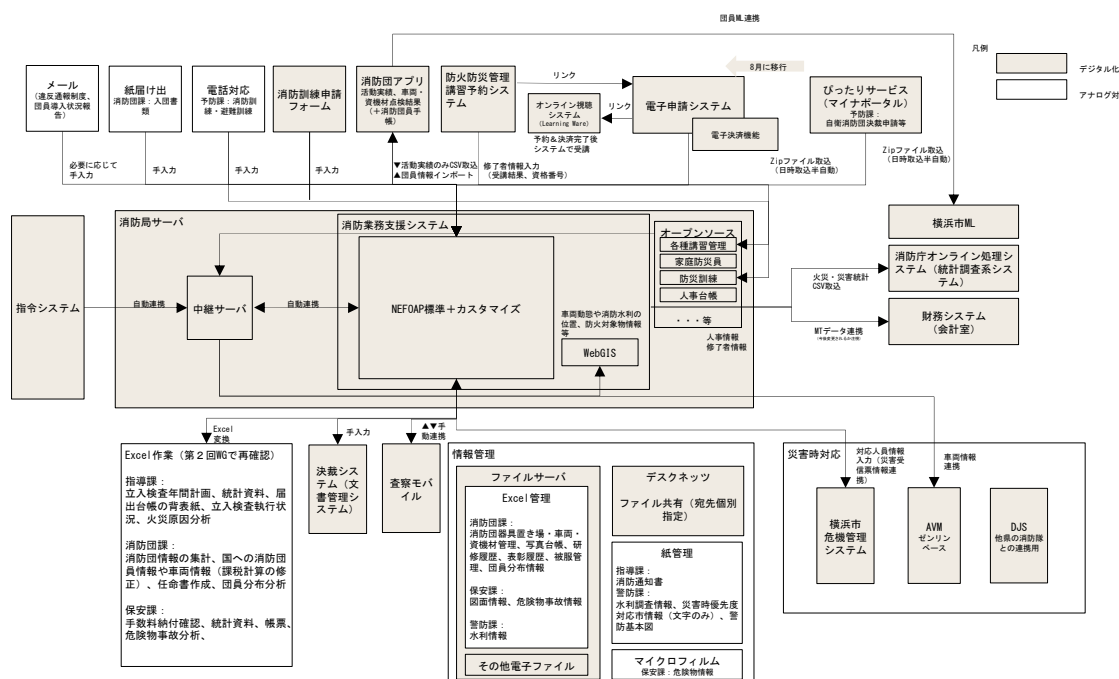 団員ML連携
凡例
デジタル化
アナログ対
メール
(違反通報制度、
団員導入状況報
告)
紙届け出
消防団課:入団書
類
電話対応
予防課:消防訓
練・避難訓練
消防訓練申請
フォーム
消防団アプリ
活動実績、車両・
資機材点検結果
(+消防団員手
帳)
防火防災管理
講習予約シ
ステム
リンク
オンライン視聴
システム
(Learning Ware)
リンク
予約&決済完了後
システムで受講
電子申請システム
電子決済機能
8月に移行
ぴったりサービス
(マイナポータル)
予防課:
自衛消防団決裁申請等
必要に応じて
手入力
手入力
手入力
手入力
▼活動実績のみCSV取込
▲団員情報インポート
修了者情報入力
(受講結果、資格番号)
Zipファイル取込
(日時取込半自動)
Zipファイル取込
(日時取込半自動)
指令システム
自動連携
消防局サーバ
中継サーバ
自動連携
消防業務支援システム
NEFOAP標準+カスタマイズ
車両動態や消防水利の
位置、防火対象物情報
等
WebGIS
オープンソース
各種講習管理
家庭防災員
防災訓練
人事台帳
・・・等
人事情報
修了者情報
火災・災害統計
CSV取込
MTデータ連携
横浜市ML
消防庁オンライン処理
システム(統計調査系シ
ステム)
財務システム
(会計室)
Excel
変換
手入力
▲▼手
動連携
Excel作業(第2回WGで再確認)
指導課:
立入検査年間計画、統計資料、届
出台帳の背表紙、立入検査執行状
況、火災原因分析
消防団課:
消防団情報の集計、国への消防団
員情報や車両情報(課税計算の修
正)、任命書作成、団員分布分析
保安課:
手数料納付確認、統計資料、帳票、
危険物事故分析、
決裁シス
テム(文
書管理シ
ステム)
査察モバ
イル
情報管理
ファイルサーバ
Excel管理
消防団課:
消防団器具置き場・車両・
資機材管理、写真台帳、研
修履歴、表彰履歴、被服管
理、団員分布情報
保安課:
図面情報、危険物事故情報
警防課:
水利情報
その他電子ファイル
デスクネッツ
ファイル共有(宛先個別
指定)
紙管理
指導課:
消防通知書
警防課:
水利調査情報、災害時優先度
対応市情報(文字のみ)、警
防基本図
マイクロフィルム
保安課:危険物情報
災害時対応
対応人員情報
入力(災害受
信票情報連
携)
車両情報
連携
横浜市
危機管理
システム
AVM
ゼンリン
ベース
DJS
他県の消防隊
との連携用